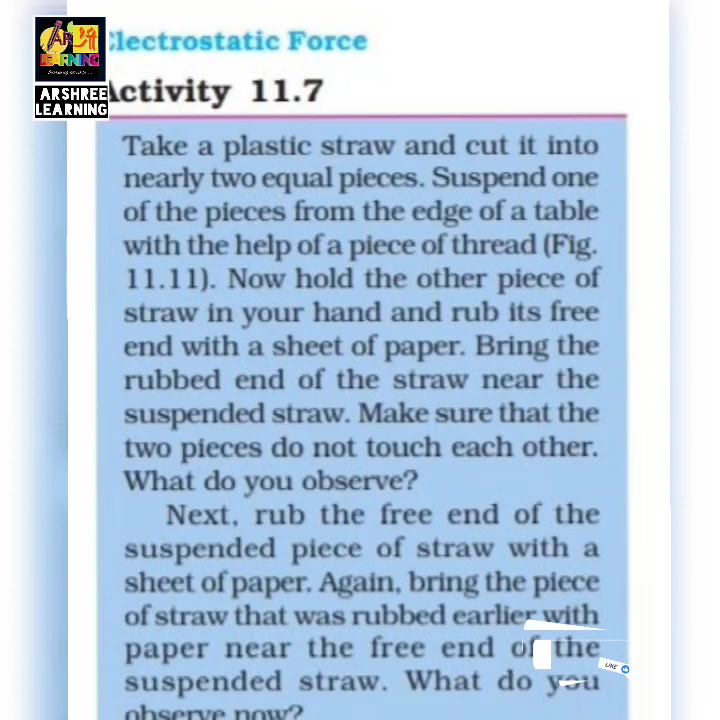 Electrostatic Force
Activity 11.7
Take a plastic straw and cut it into
nearly two equal pieces. Suspend one
of the pieces from the edge of a table
with the help of a piece of thread (Fig.
11.11). Now hold the other piece of
straw in your hand and rub its free
end with a sheet of paper. Bring the
rubbed end of the straw near the
suspended straw. Make sure that the
two pieces do not touch each other.
What do you observe?
Next, rub the free end of the
suspended piece of straw with a
sheet of paper. Again, bring the piece
of straw that was rubbed earlier with
paper near the free end of the
suspended straw. What do you
observe now?
LEARNING
ARSHREE
LEARNING
LIKE